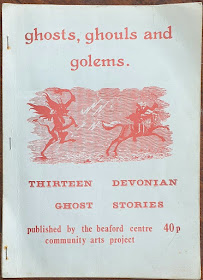 ghosts, ghouls and
golems.
THIRTEEN DEVONIAN
GHOST STORIES
published by the beaford centre 40p
community arts project